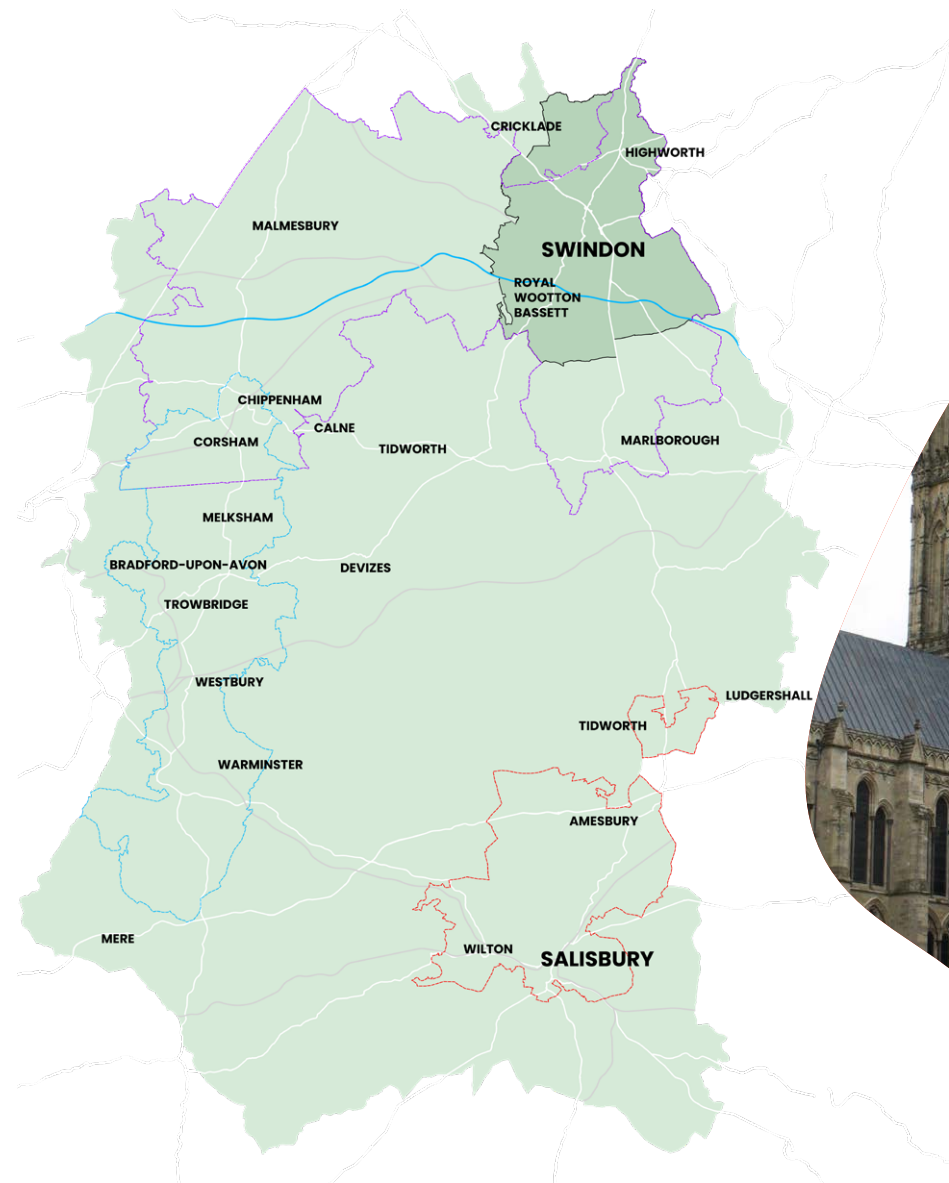 CRICKLADE
HIGHWORTH
MALMESBURY
SWINDON
ROYAL
WOOTTON
BASSETT
CHIPPENHAM
CALNE
CORSHAM
TIDWORTH
MARLBOROUGH
MELKSHAM
BRADFORD-UPON-AVON
DEVIZES
TROWBRIDGE
WESTBURY
LUDGERSHALL
TIDWORTH
WARMINSTER
AMESBURY
MERE
WILTON
SALISBURY